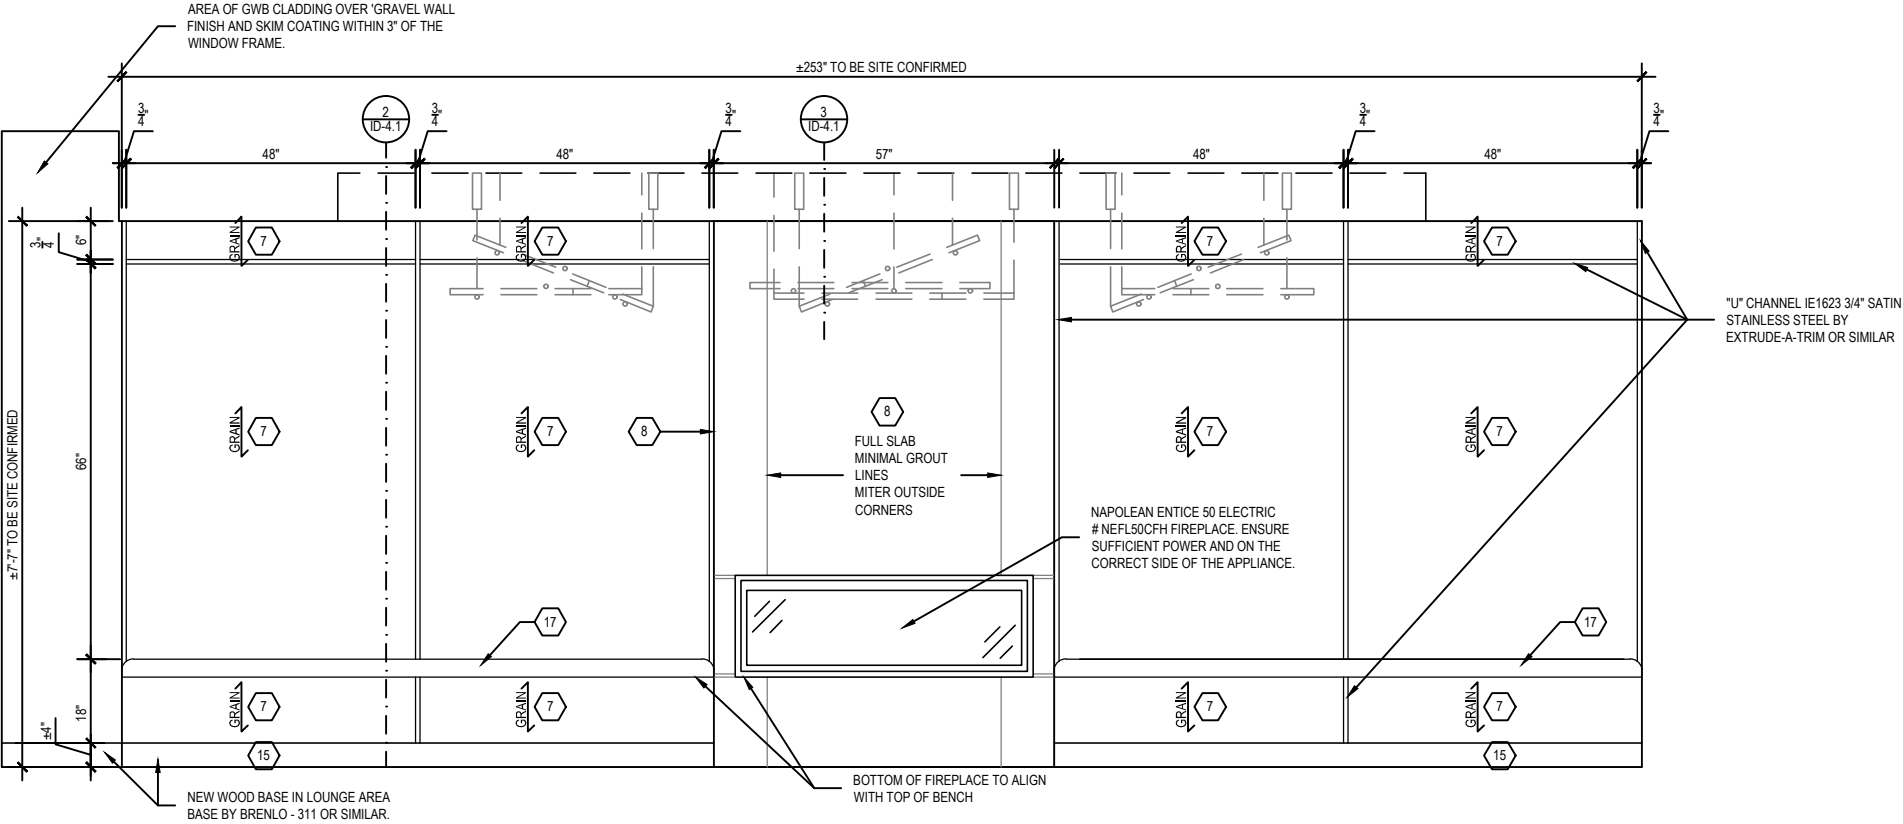 AREA OF GWB CLADDING OVER 'GRAVEL WALL
FINISH AND SKIM COATING WITHIN 3" OF THE
WINDOW FRAME.
±253" TO BE SITE CONFIRMED
3/4"
2
ID-4.1
3/4"
3/4"
3
ID-4.1
3/4"
3/4"
48"
48"
57"
48"
48"
3/4"
6"
GRAIN
7
GRAIN
7
GRAIN
7
GRAIN
7
"U" CHANNEL IE1623 3/4" SATIN
STAINLESS STEEL BY
EXTRUDE-A-TRIM OR SIMILAR
±7'-7" TO BE SITE CONFIRMED
66"
GRAIN
7
GRAIN
7
8
8
FULL SLAB
MINIMAL GROUT
LINES
MITER OUTSIDE
CORNERS
GRAIN
7
GRAIN
7
NAPOLEAN ENTICE 50 ELECTRIC
# NEFL50CFH FIREPLACE. ENSURE
SUFFICIENT POWER AND ON THE
CORRECT SIDE OF THE APPLIANCE.
17
17
±4"
18"
GRAIN
7
GRAIN
7
GRAIN
7
GRAIN
7
15
15
BOTTOM OF FIREPLACE TO ALIGN
WITH TOP OF BENCH
NEW WOOD BASE IN LOUNGE AREA
BASE BY BRENLO - 311 OR SIMILAR.